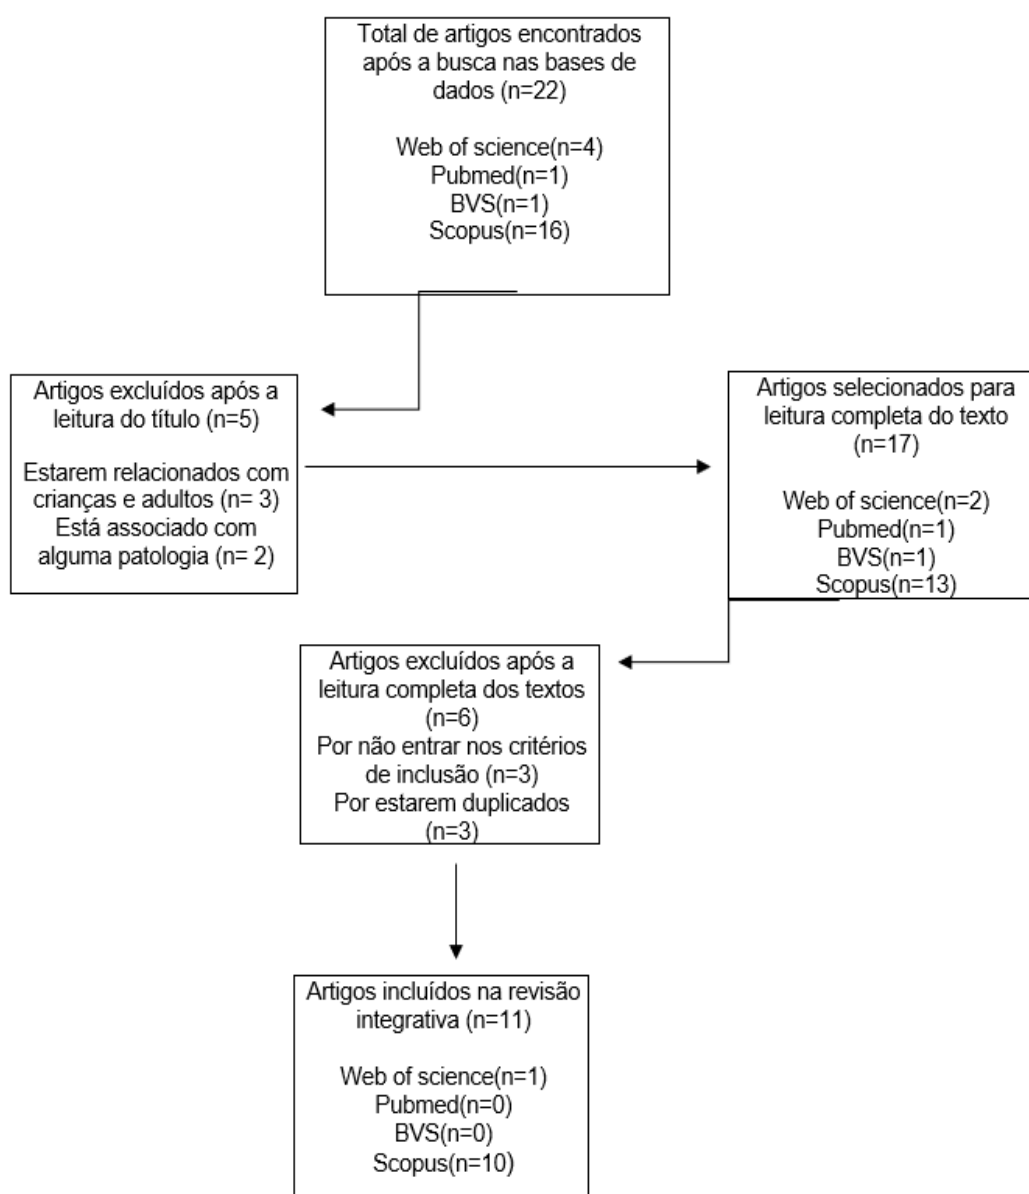 Total de artigos encontrados
após a busca nas bases de
dados (n=22)
Web of science(n=4)
Pubmed(n=1)
BVS(n=1)
Scopus(n=16)
Artigos excluídos após a
leitura do título (n=5)
Estarem relacionados com
crianças e adultos (n= 3)
Está associado com
alguma patologia (n= 2)
Artigos selecionados para
leitura completa do texto
(n=17)
Web of science(n=2)
Pubmed(n=1)
BVS(n=1)
Scopus(n=13)
Artigos excluídos após a
leitura completa dos textos
(n=6)
Por não entrar nos critérios
de inclusão (n=3)
Por estarem duplicados
(n=3)
Artigos incluídos na revisão
integrativa (n=11)
Web of science(n=1)
Pubmed(n=0)
BVS(n=0)
Scopus(n=10)